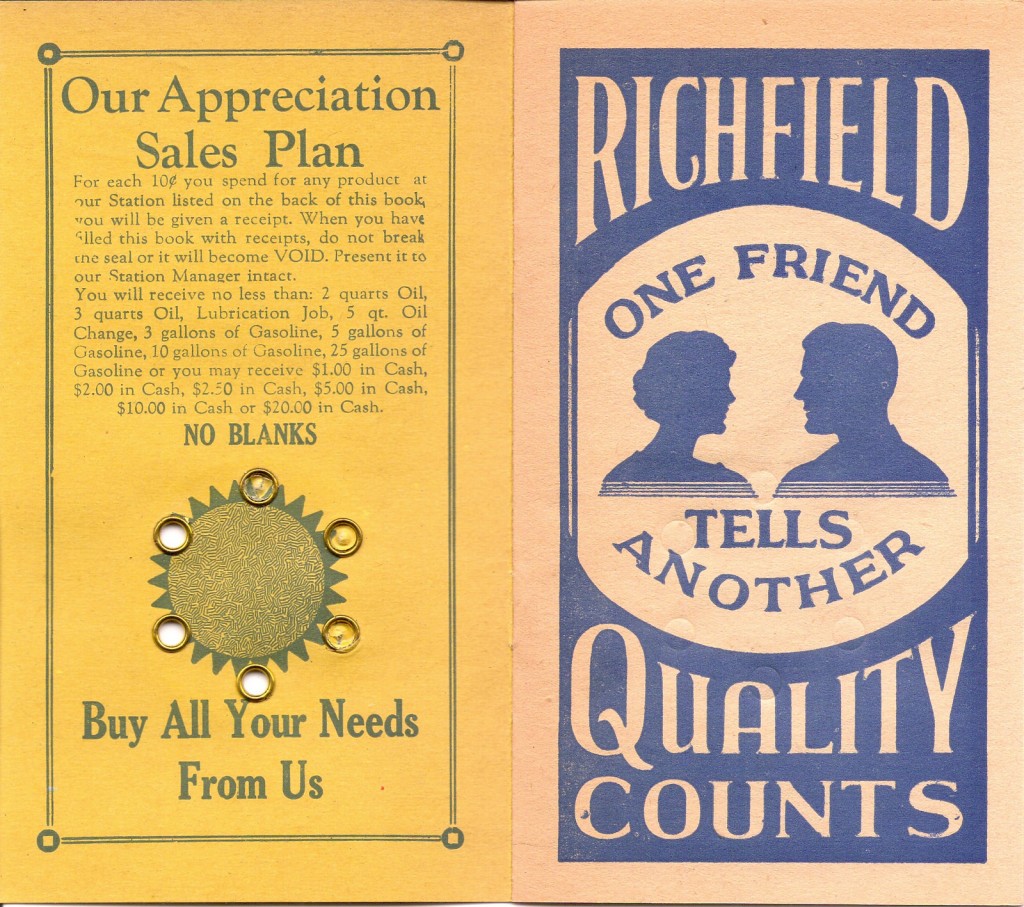 Our Appreciation
Sales Plan
For each 10¢ you spend for any product at
our Station listed on the back of this book,
you will be given a receipt. When you have
filled this book with receipts, do not break
the seal or it will become VOID. Present it to
our Station Manager intact.
You will receive no less than: 2 quarts Oil,
3 quarts Oil, Lubrication Job, 5 qt. Oil
Change, 3 gallons of Gasoline, 5 gallons of
Gasoline, 10 gallons of Gasoline, 25 gallons of
Gasoline or you may receive $1.00 in Cash,
$2.00 in Cash, $2.50 in Cash, $5.00 in Cash,
$10.00 in Cash or $20.00 in Cash.
NO BLANKS
Buy All Your Needs
From Us
RICHFIELD
ONE FRIEND
TELLS
ANOTHER
QUALITY
COUNTS